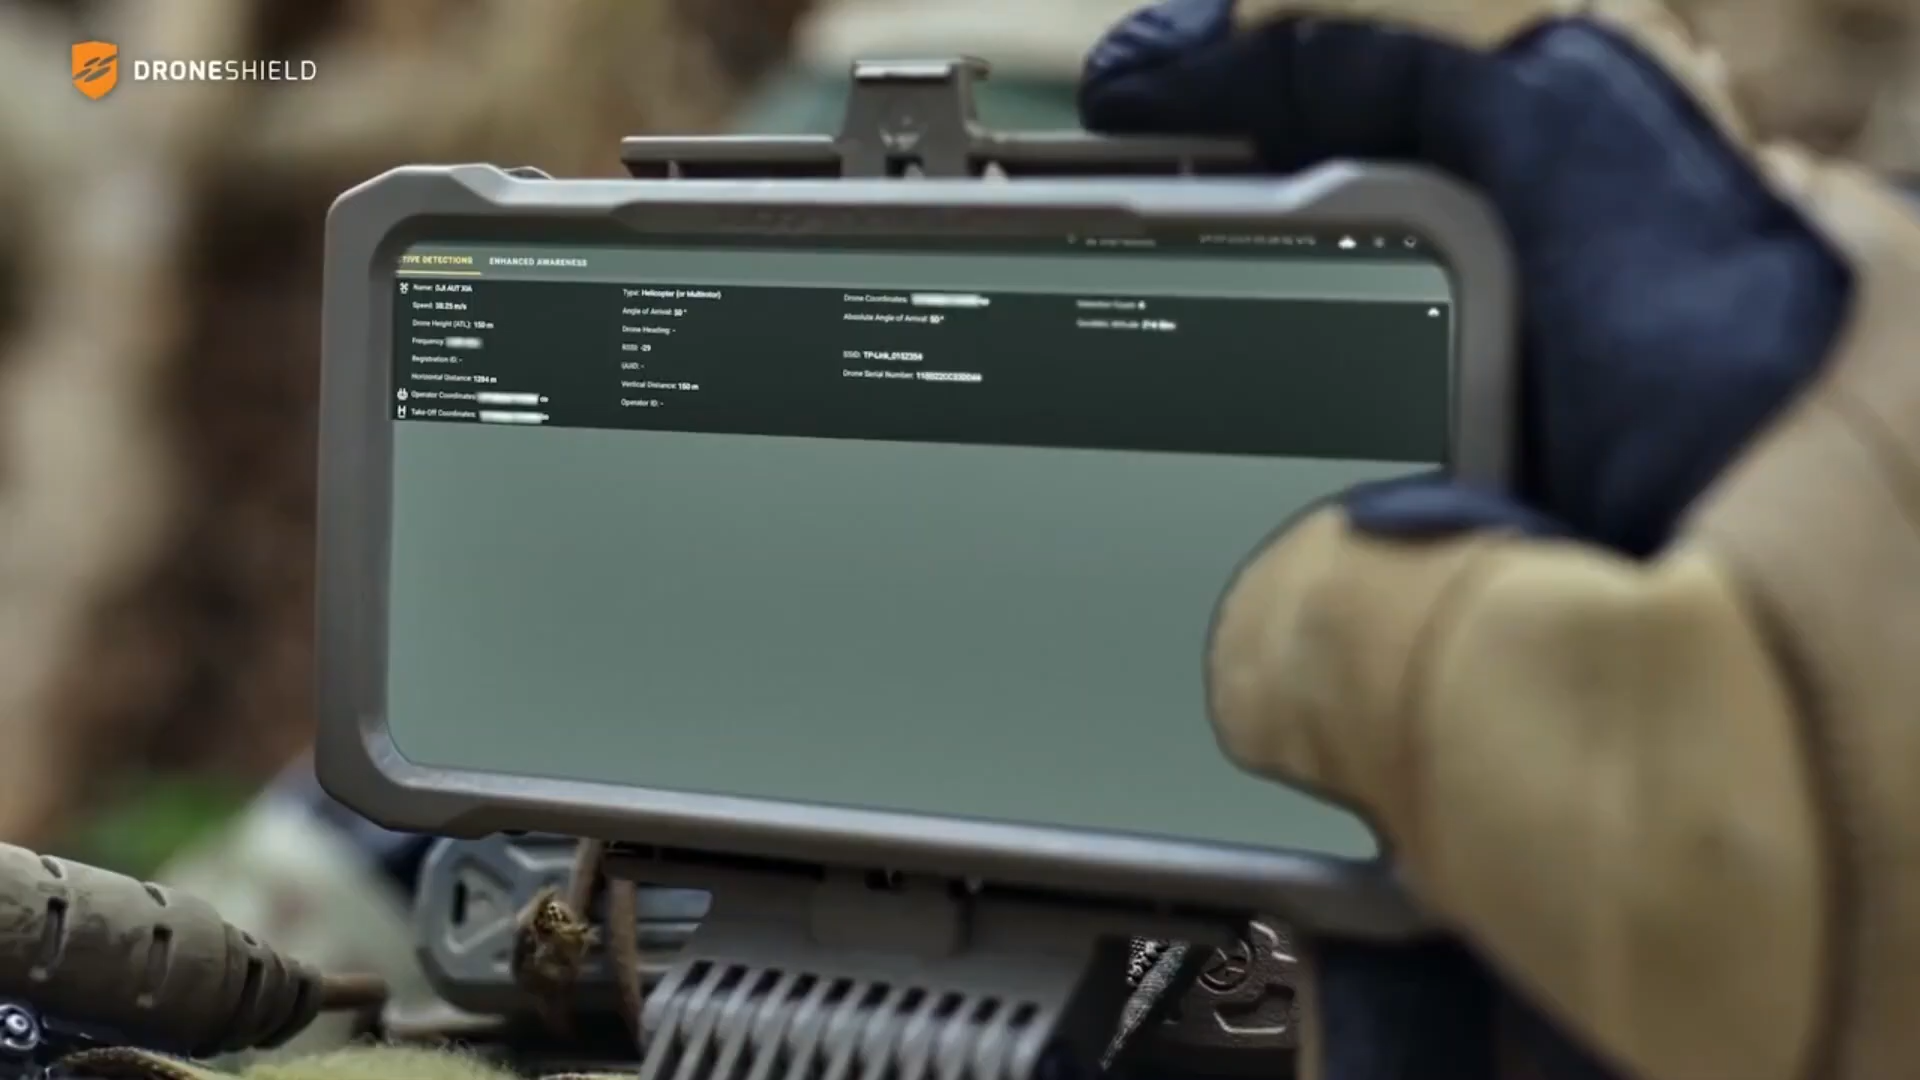 DRONESHIELD
TIVE DETECTIONS ENHANCED AWARENESS
Name: DJI AUT XIA
Speed: 38.25 m/s
Drone Height (ATL): 150 m
Frequency:
Registration ID: -
Horizontal Distance: 1284 m
Operator Coordinates:
Take-Off Coordinates:
Type: Helicopter (or Multirotor)
Angle of Arrival: 50 °
Drone Heading: -
RSSI: -29
UUID: -
Vertical Distance: 150 m
Operator ID: -
Drone Coordinates:
Absolute Angle of Arrival: 50°
SSID: TP-Link_0152354
Drone Serial Number: